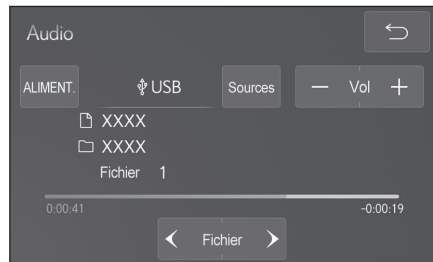 Audio
ALIMENT. USB Sources Vol
XXXX
XXXX
Fichier 1
0:00:41 -0:00:19
Fichier